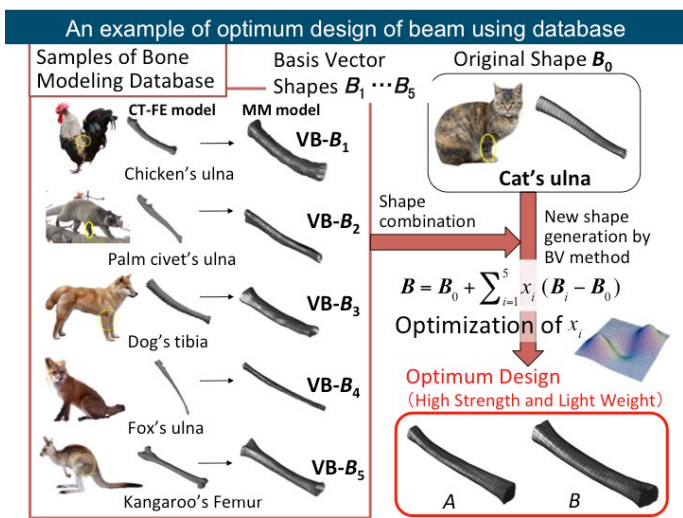 An example of optimum design of beam using database
Samples of Bone
Modeling Database
Basis Vector
Shapes B₁ ⋯B₅
Original Shape B₀
CT-FE model
MM model
VB-B₁
Chicken's ulna
VB-B₂
Palm civet's ulna
VB-B₃
Dog's tibia
VB-B₄
Fox's ulna
VB-B₅
Kangaroo's Femur
Cat's ulna
Shape
combination
New shape
generation by
BV method
B = B₀ + ∑⁵ᵢ₌₁ xᵢ (Bᵢ − B₀)
Optimization of xᵢ
Optimum Design
(High Strength and Light Weight)
A
B